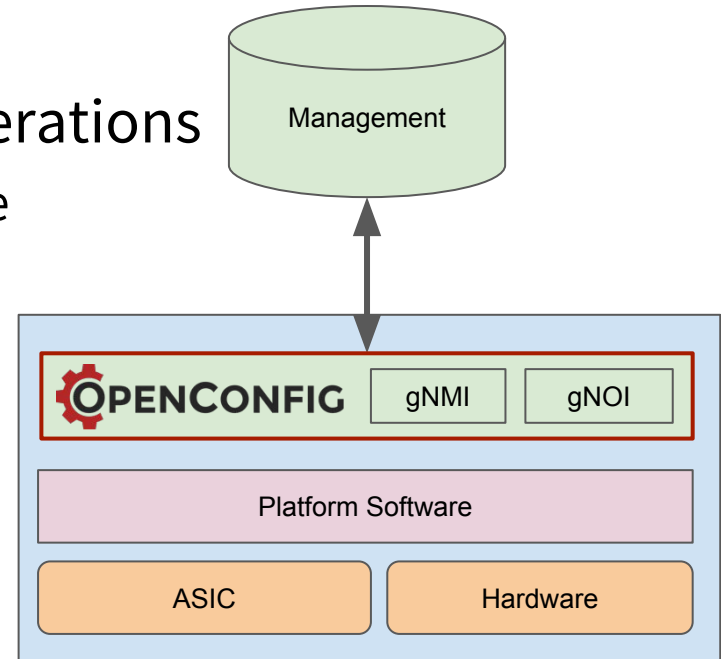 erations
e
Management
OPENCONFIG
gNMI
gNOI
Platform Software
ASIC
Hardware